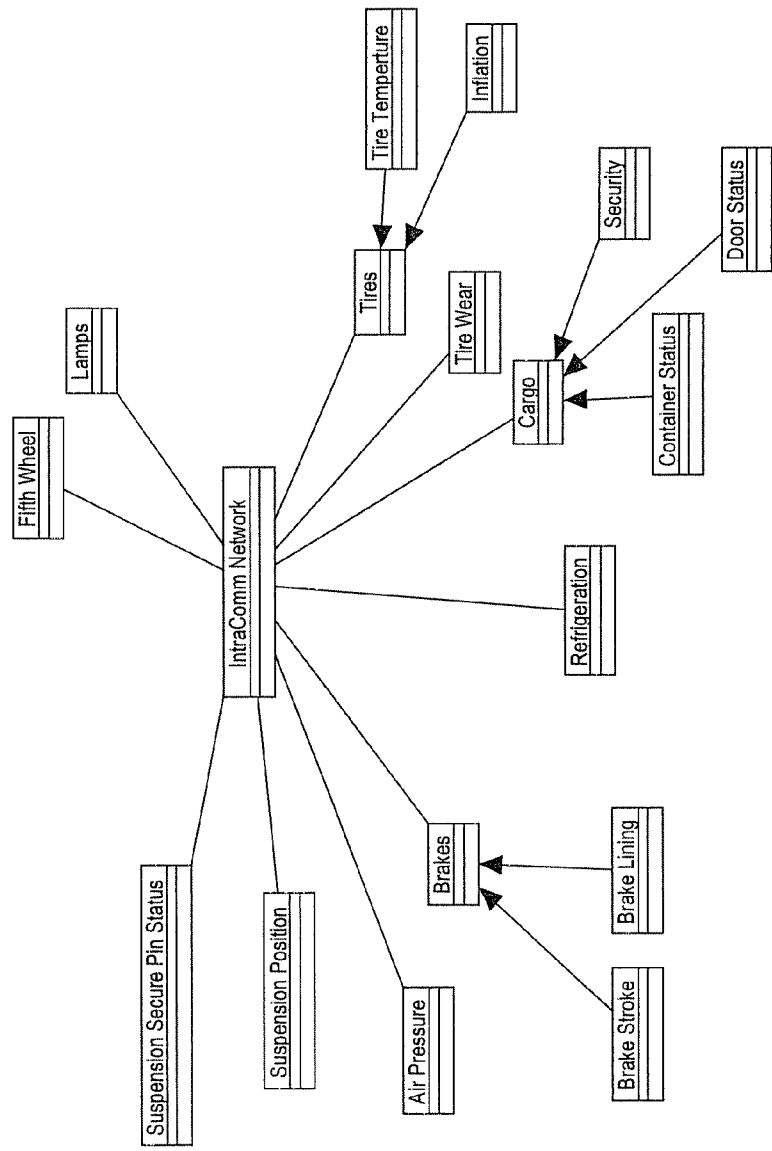 Suspension Secure Pin Status
Fifth Wheel
Lamps
Suspension Position
IntraComm Network
Air Pressure
Tires
Tire Temperture
Brakes
Tire Wear
Inflation
Cargo
Refrigeration
Security
Brake Stroke
Brake Lining
Container Status
Door Status